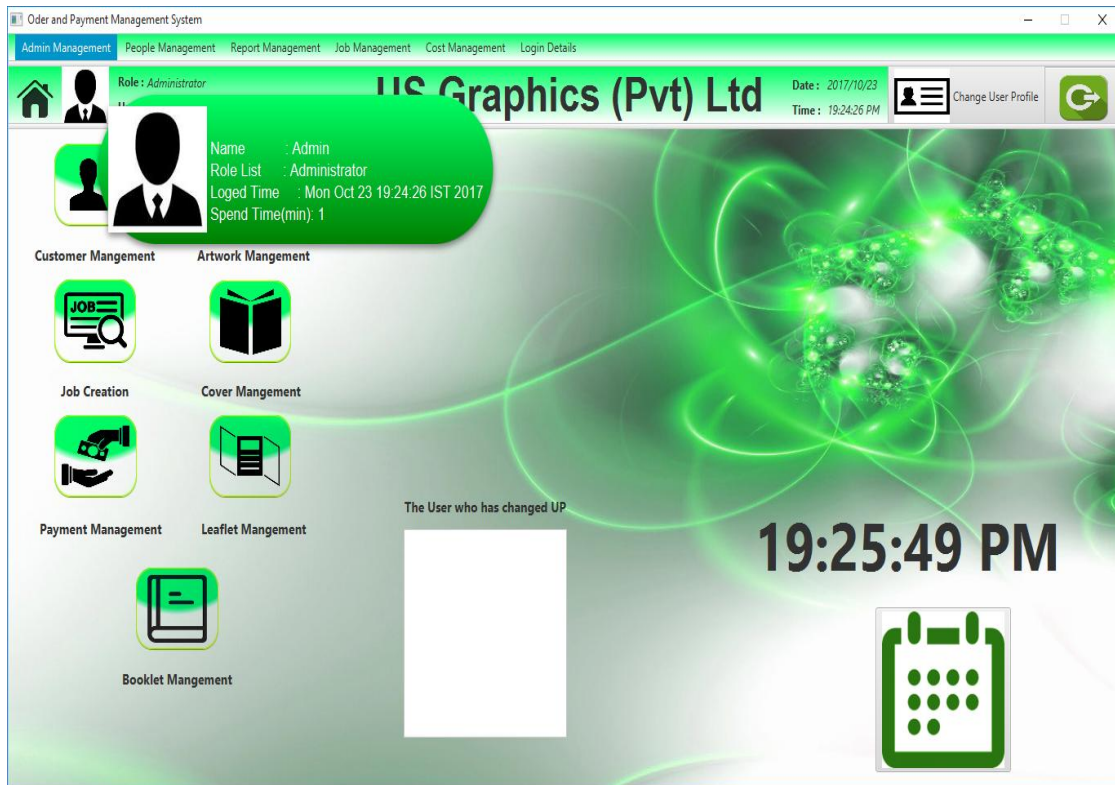 Oder and Payment Management System
Admin Management People Management Report Management Job Management Cost Management Login Details
Role : Administrator
US Graphics (Pvt) Ltd
Date : 2017/10/23
Time : 19:24:26 PM
Change User Profile
Name : Admin
Role List : Administrator
Loged Time : Mon Oct 23 19:24:26 IST 2017
Spend Time(min): 1
Customer Mangement Artwork Mangement
JOB
Job Creation Cover Mangement
Payment Management Leaflet Mangement
Booklet Mangement
The User who has changed UP
19:25:49 PM